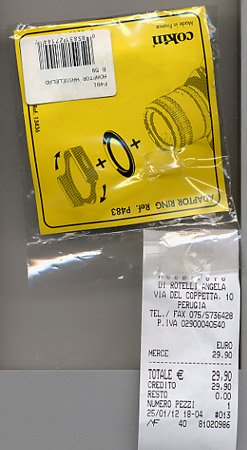 cokin
Made in France
ADAPTOR RING Ref. P483
P401
ADAPTOR HASSELBLAD
DI ROTELLI ANGELA
VIA DEL COPPETTA, 10
PERUGIA
TEL./ FAX 075/5736428
P.IVA 02900040540
EURO
MERCE 29.90
TOTALE € 29,90
CREDITO 29.90
RESTO 0.00
NUMERO PEZZI 1
25/01/12 18-04 #013
MF 40 81020986